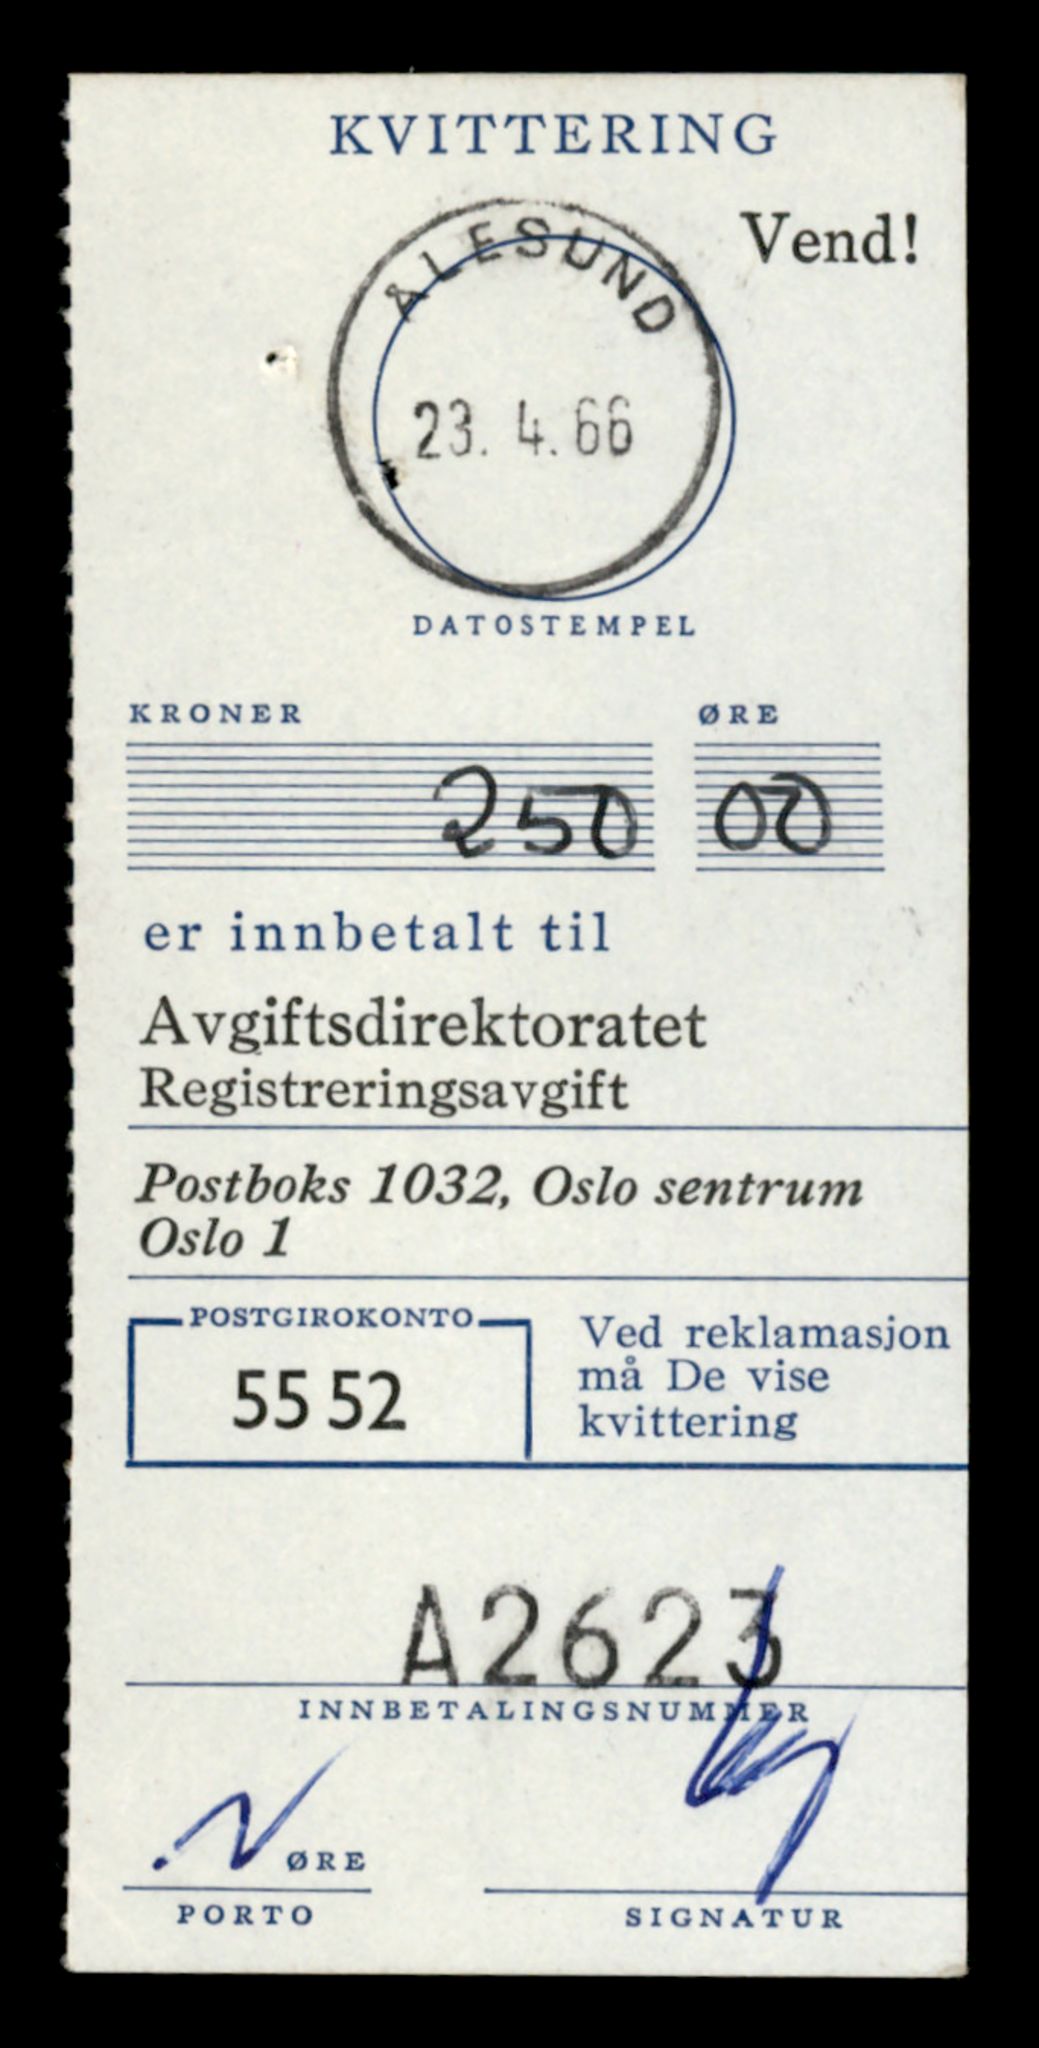 KVITTERING
Vend!
ÅLESUND
23. 4. 66
DATOSTEMPEL
KRONER ØRE
250 00
er innbetalt til
Avgiftsdirektoratet
Registreringsavgift
Postboks 1032, Oslo sentrum
Oslo 1
POSTGIROKONTO
55 52
Ved reklamasjon
må De vise
kvittering
A2623
INNBETALINGSNUMMER
ØRE
PORTO
SIGNATUR